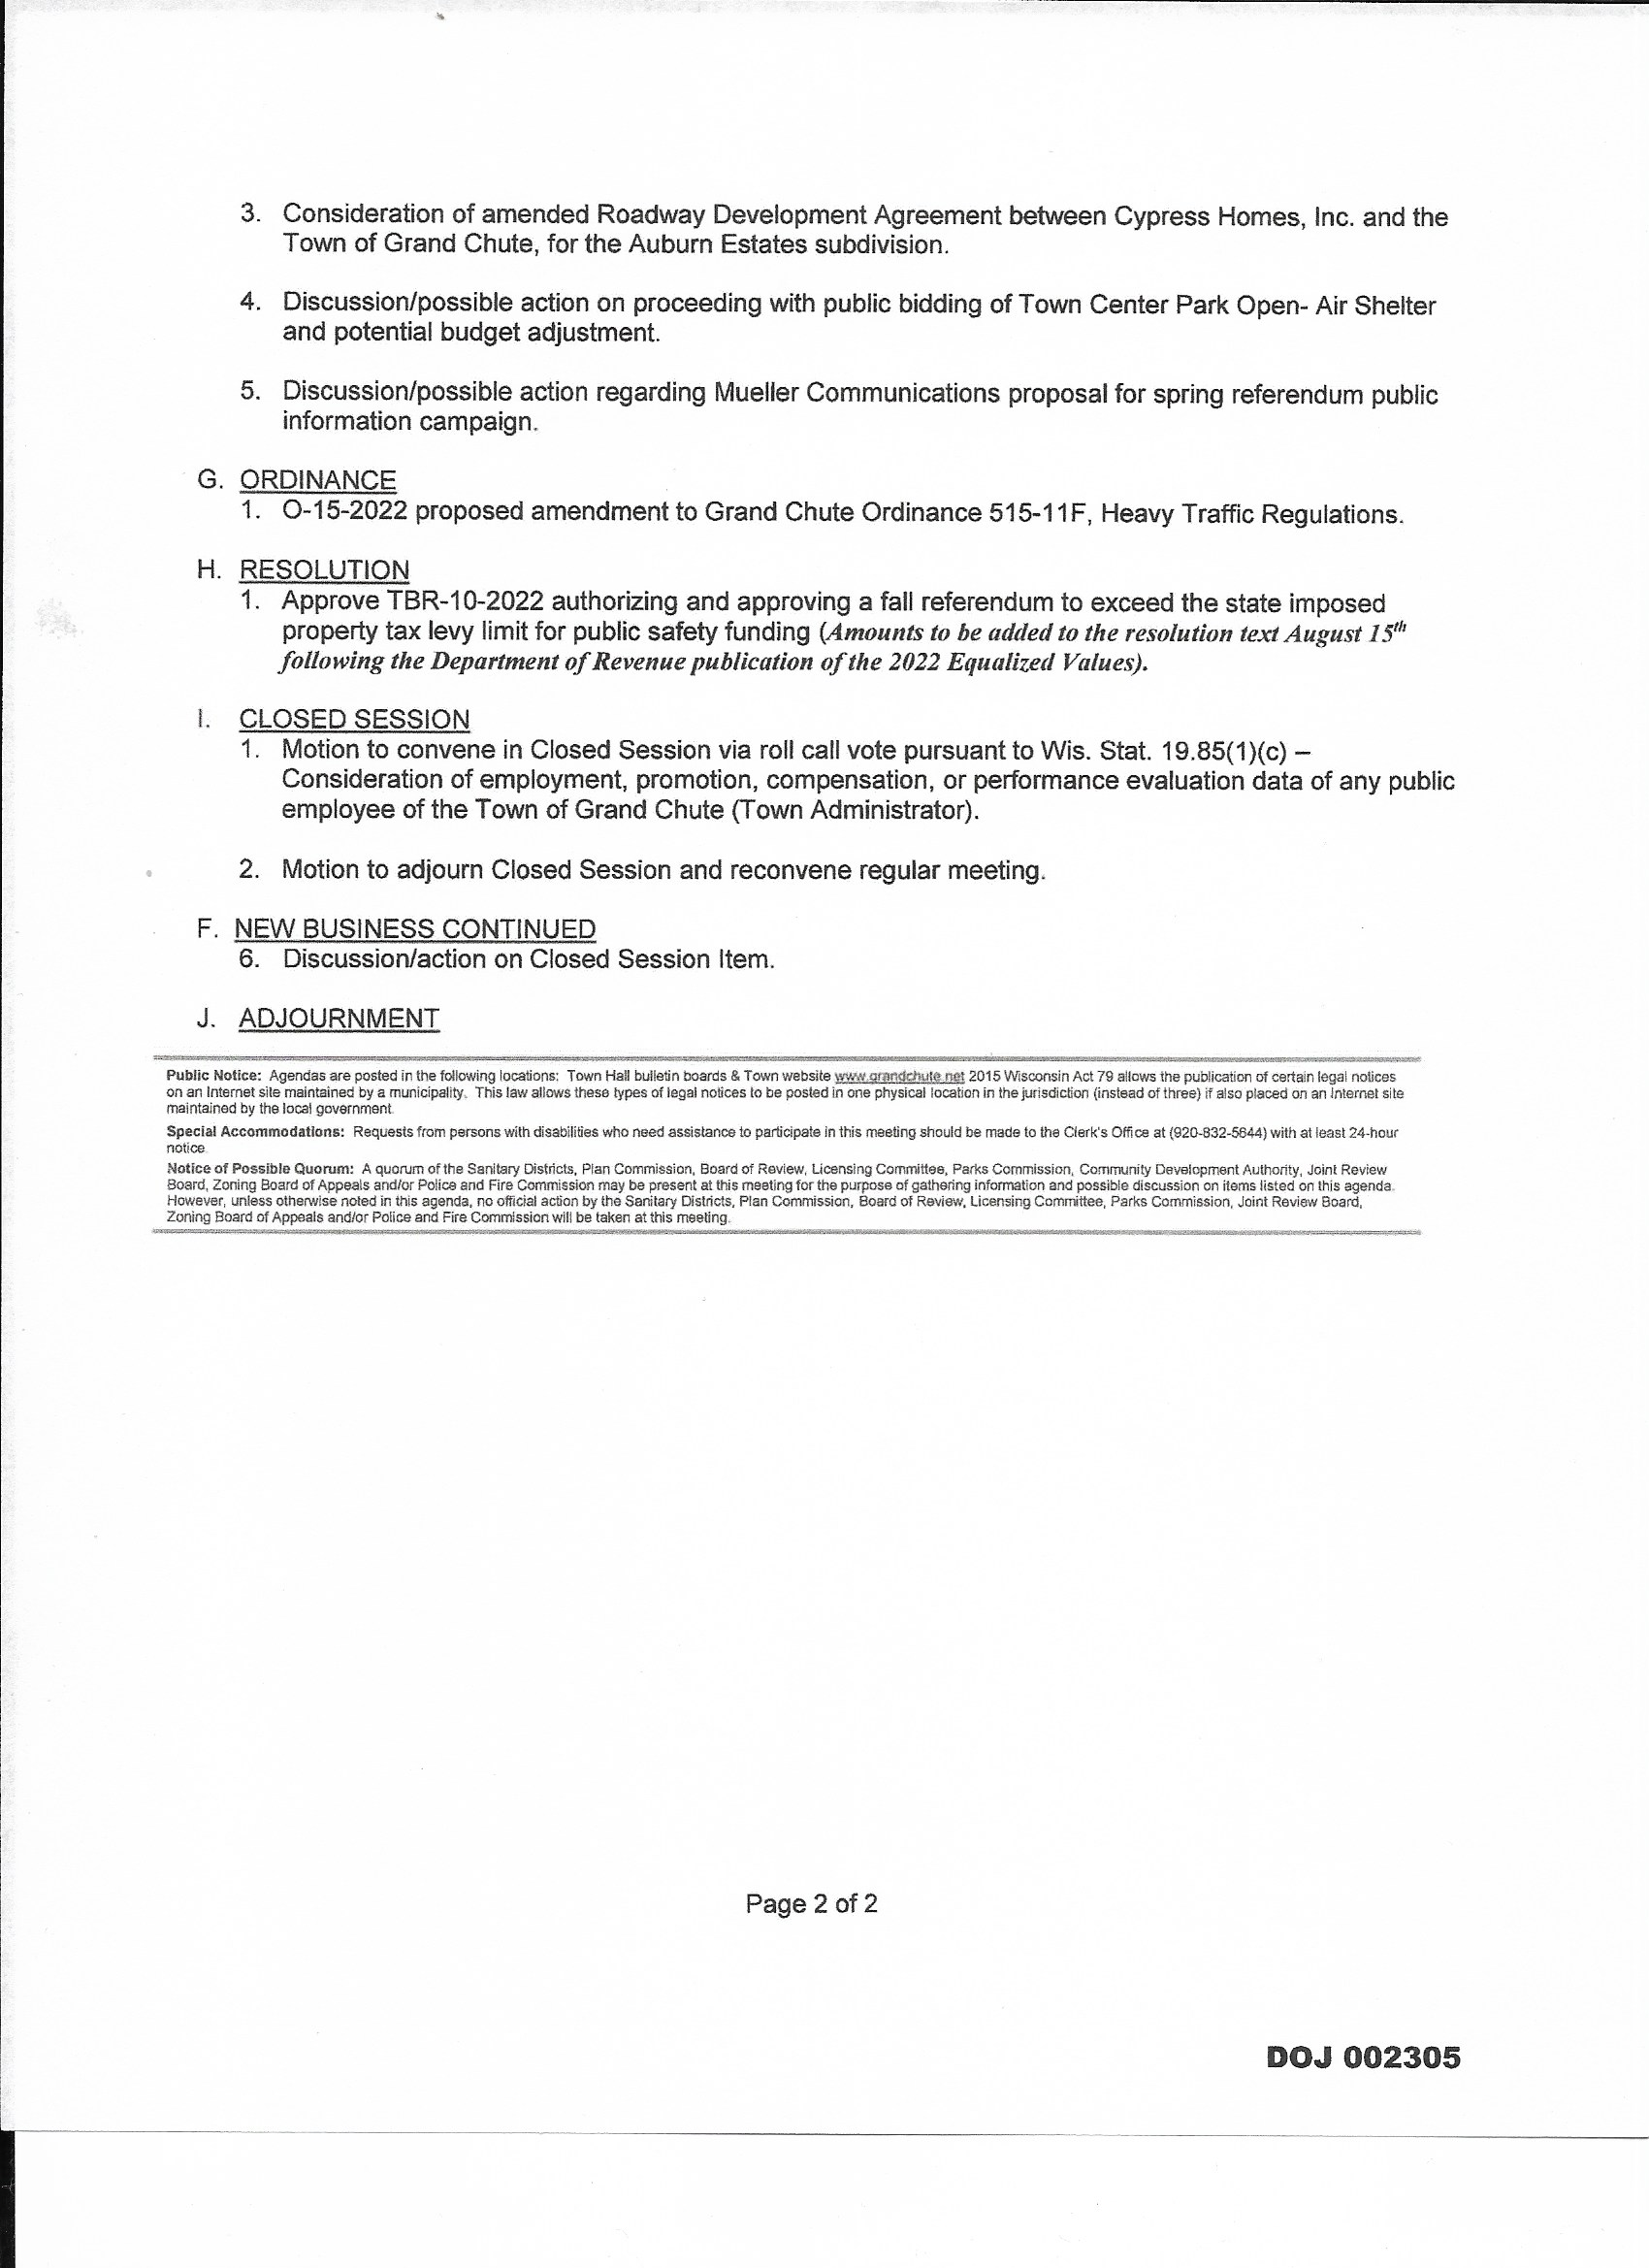 3. Consideration of amended Roadway Development Agreement between Cypress Homes, Inc. and the
Town of Grand Chute, for the Auburn Estates subdivision.
4. Discussion/possible action on proceeding with public bidding of Town Center Park Open- Air Shelter
and potential budget adjustment.
5. Discussion/possible action regarding Mueller Communications proposal for spring referendum public
information campaign.
G. ORDINANCE
1. O-15-2022 proposed amendment to Grand Chute Ordinance 515-11F, Heavy Traffic Regulations.
H. RESOLUTION
1. Approve TBR-10-2022 authorizing and approving a fall referendum to exceed the state imposed
property tax levy limit for public safety funding (Amounts to be added to the resolution text August 15th
following the Department of Revenue publication of the 2022 Equalized Values).
I. CLOSED SESSION
1. Motion to convene in Closed Session via roll call vote pursuant to Wis. Stat. 19.85(1)(c) –
Consideration of employment, promotion, compensation, or performance evaluation data of any public
employee of the Town of Grand Chute (Town Administrator).
2. Motion to adjourn Closed Session and reconvene regular meeting.
F. NEW BUSINESS CONTINUED
6. Discussion/action on Closed Session Item.
J. ADJOURNMENT
Public Notice: Agendas are posted in the following locations: Town Hall bulletin boards & Town website www.grandchute.net 2015 Wisconsin Act 79 allows the publication of certain legal notices
on an Internet site maintained by a municipality. This law allows these types of legal notices to be posted in one physical location in the jurisdiction (instead of three) if also placed on an Internet site
maintained by the local government.
Special Accommodations: Requests from persons with disabilities who need assistance to participate in this meeting should be made to the Clerk's Office at (920-832-5644) with at least 24-hour
notice.
Notice of Possible Quorum: A quorum of the Sanitary Districts, Plan Commission, Board of Review, Licensing Committee, Parks Commission, Community Development Authority, Joint Review
Board, Zoning Board of Appeals and/or Police and Fire Commission may be present at this meeting for the purpose of gathering information and possible discussion on items listed on this agenda.
However, unless otherwise noted in this agenda, no official action by the Sanitary Districts, Plan Commission, Board of Review, Licensing Committee, Parks Commission, Joint Review Board,
Zoning Board of Appeals and/or Police and Fire Commission will be taken at this meeting.
Page 2 of 2
DOJ 002305